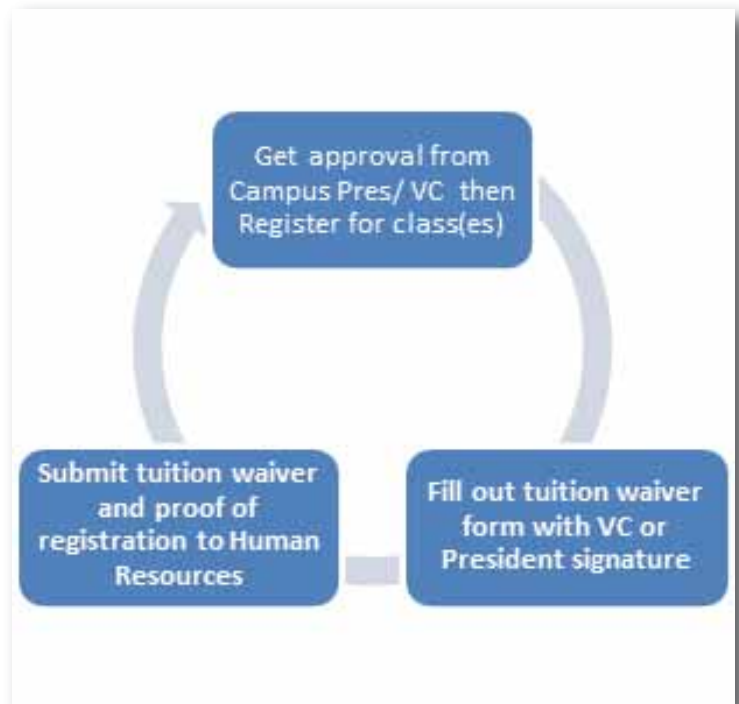 Get approval from
Campus Pres/ VC then
Register for class(es)
Fill out tuition waiver
form with VC or
President signature
Submit tuition waiver
and proof of
registration to Human
Resources